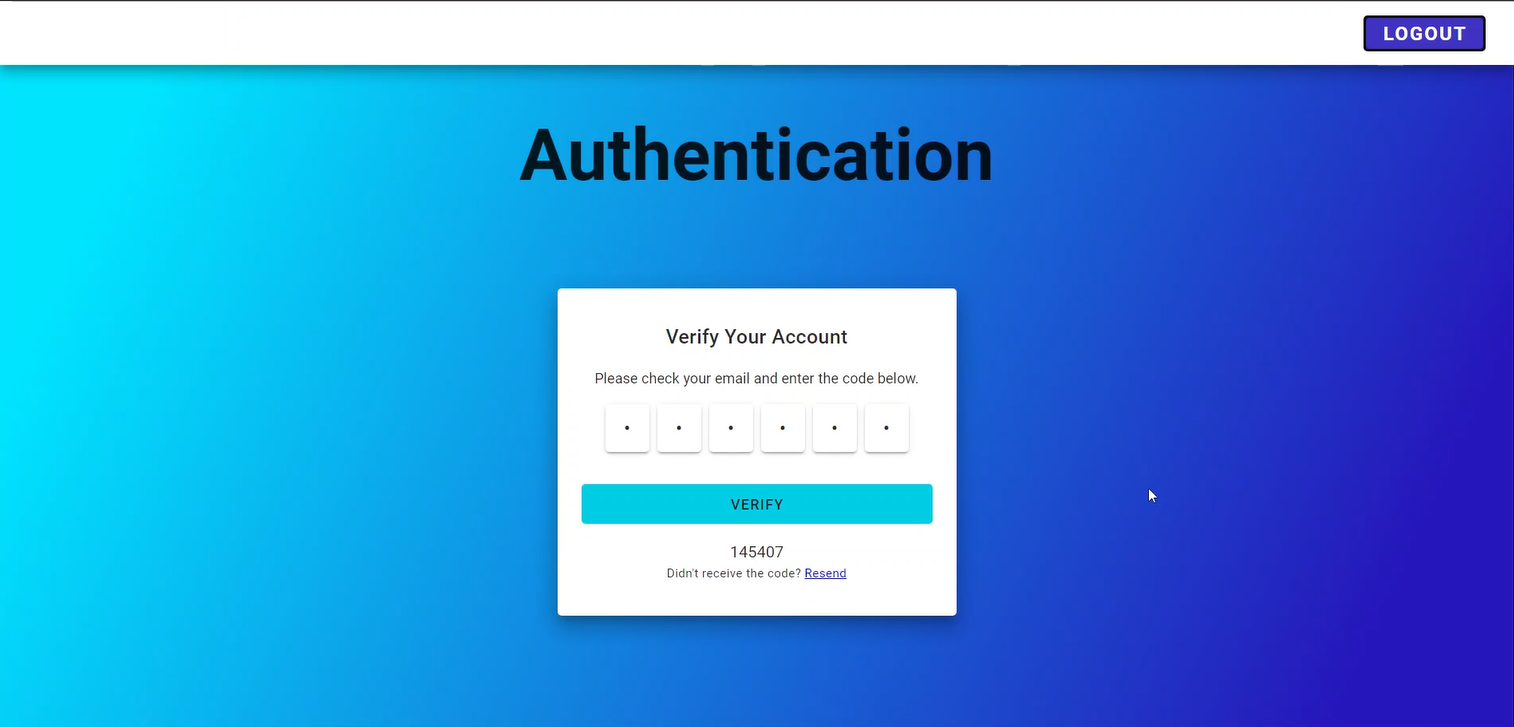 LOGOUT
Authentication
Verify Your Account
Please check your email and enter the code below.
• • • • • •
VERIFY
145407
Didn't receive the code? Resend